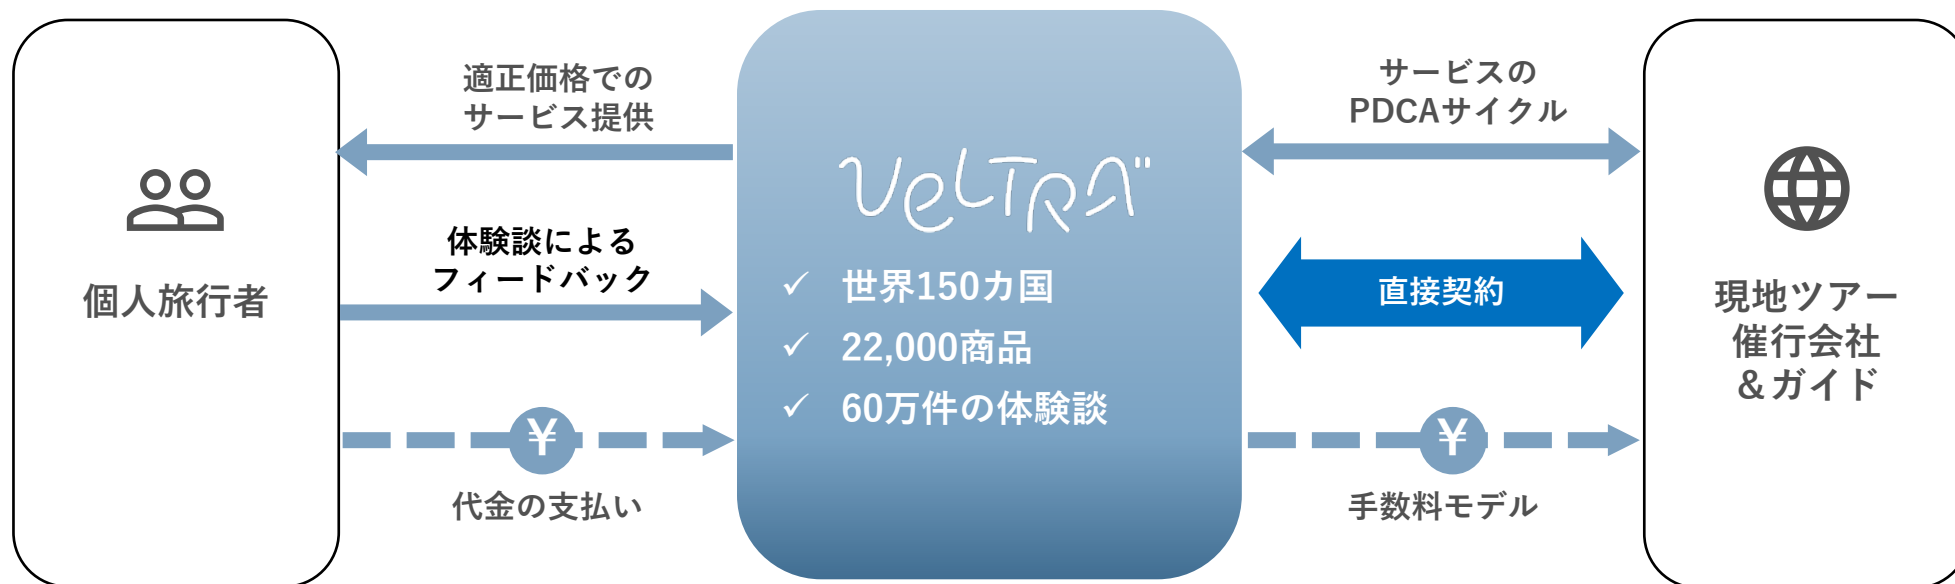 個人旅行者
適正価格での
サービス提供
体験談による
フィードバック
¥
代金の支払い
VELTRA
✓ 世界150カ国
✓ 22,000商品
✓ 60万件の体験談
サービスの
PDCAサイクル
直接契約
¥
手数料モデル
現地ツアー
催行会社
&ガイド